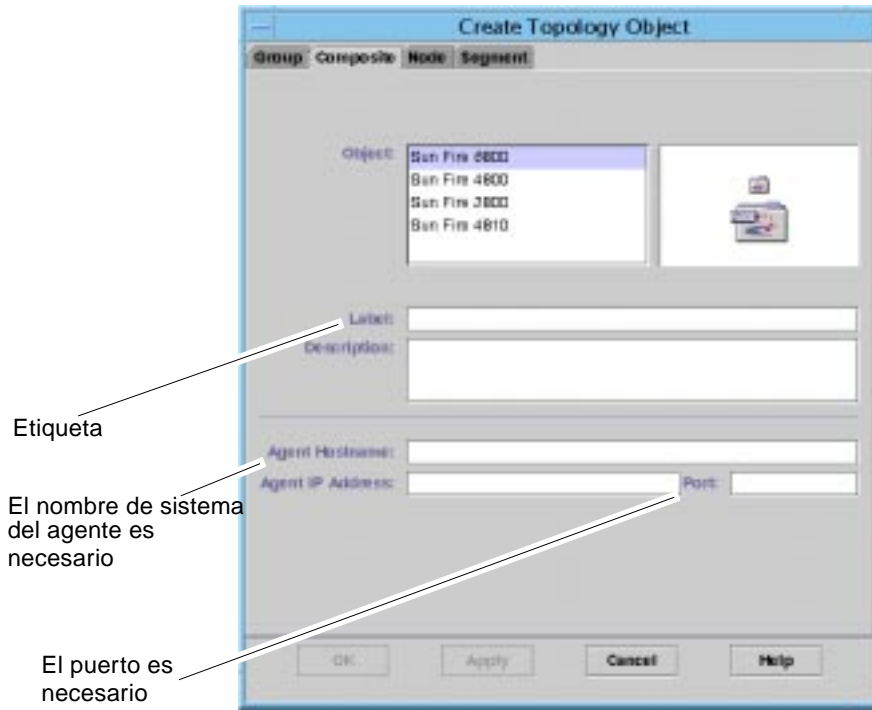 Create Topology Object
Group Composite Node Segment
Object:
Sun Fire 6800
Sun Fire 4800
Sun Fire 3800
Sun Fire 4810
Label:
Description:
Etiqueta
Agent Hostname:
Agent IP Address:
Port:
El nombre de sistema
del agente es
necesario
El puerto es
necesario
OK
Apply
Cancel
Help